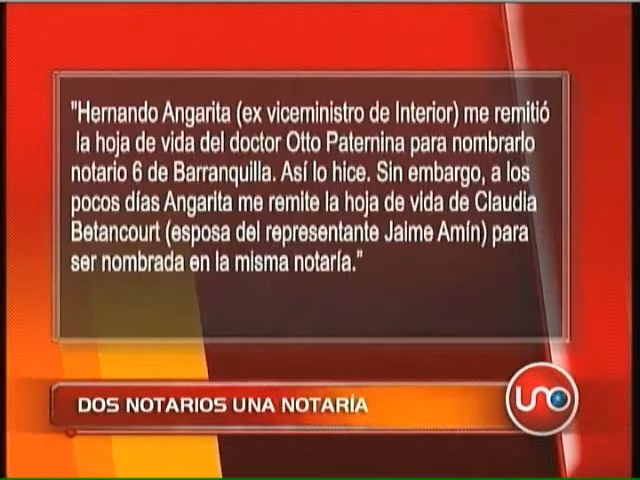 "Hernando Angarita (ex viceministro de Interior) me remitió
la hoja de vida del doctor Otto Paternina para nombrarlo
notario 6 de Barranquilla. Así lo hice. Sin embargo, a los
pocos días Angarita me remite la hoja de vida de Claudia
Betancourt (esposa del representante Jaime Amín) para
ser nombrada en la misma notaría."
DOS NOTARIOS UNA NOTARÍA
uno